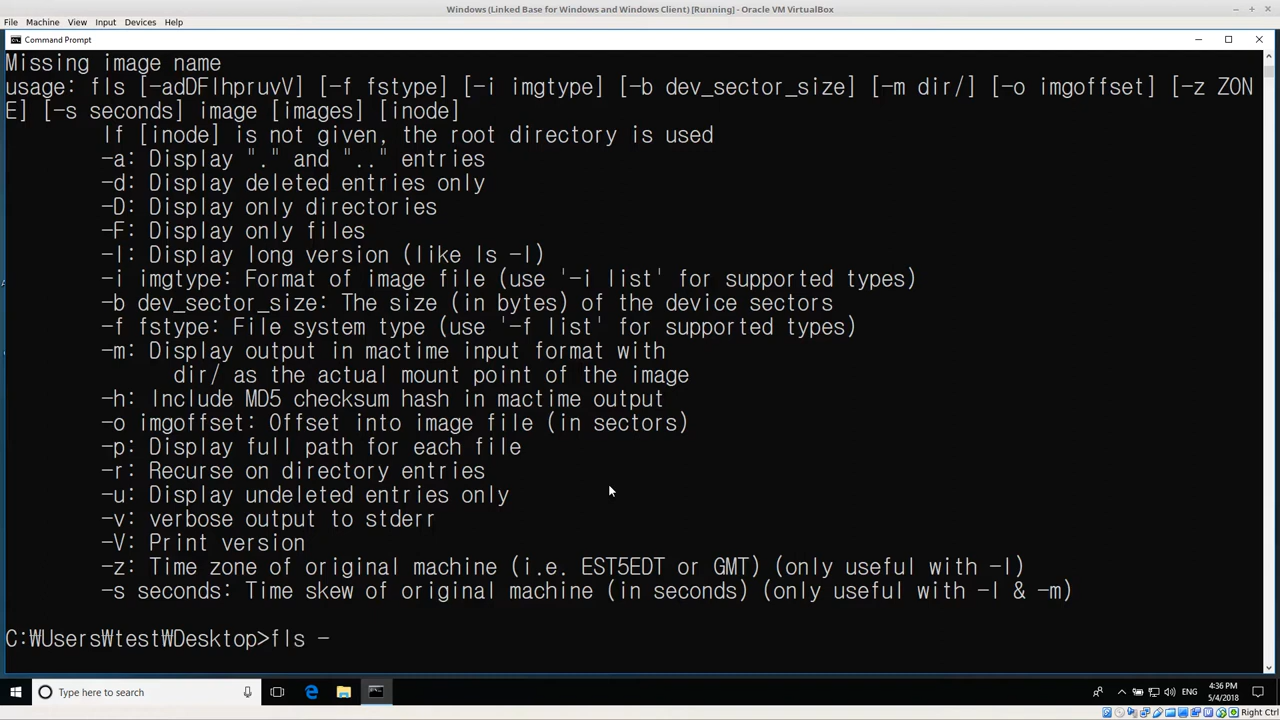 Windows (Linked Base for Windows and Windows Client) [Running] - Oracle VM VirtualBox
File Machine View Input Devices Help
Command Prompt
Missing image name
usage: fls [-adDFlhpruvV] [-f fstype] [-i imgtype] [-b dev_sector_size] [-m dir/] [-o imgoffset] [-z ZON
E] [-s seconds] image [images] [inode]
If [inode] is not given, the root directory is used
-a: Display "." and ".." entries
-d: Display deleted entries only
-D: Display only directories
-F: Display only files
-l: Display long version (like ls -l)
-i imgtype: Format of image file (use '-i list' for supported types)
-b dev_sector_size: The size (in bytes) of the device sectors
-f fstype: File system type (use '-f list' for supported types)
-m: Display output in mactime input format with
dir/ as the actual mount point of the image
-h: Include MD5 checksum hash in mactime output
-o imgoffset: Offset into image file (in sectors)
-p: Display full path for each file
-r: Recurse on directory entries
-u: Display undeleted entries only
-v: verbose output to stderr
-V: Print version
-z: Time zone of original machine (i.e. EST5EDT or GMT) (only useful with -l)
-s seconds: Time skew of original machine (in seconds) (only useful with -l & -m)
C:₩Users₩test₩Desktop>fls -
Type here to search
ENG
4:36 PM
5/4/2018
Right Ctrl